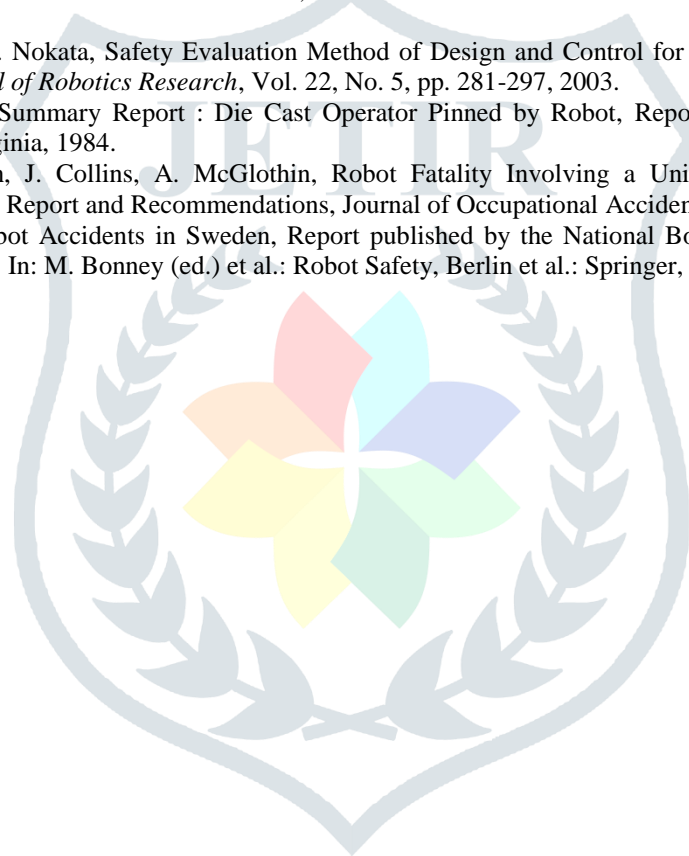 . Nokata, Safety Evaluation Method of Design and Control for
l of Robotics Research, Vol. 22, No. 5, pp. 281-297, 2003.
Summary Report : Die Cast Operator Pinned by Robot, Repo
ginia, 1984.
n, J. Collins, A. McGlothin, Robot Fatality Involving a Uni
Report and Recommendations, Journal of Occupational Acciden
bot Accidents in Sweden, Report published by the National Bo
In: M. Bonney (ed.) et al.: Robot Safety, Berlin et al.: Springer,
JETIR